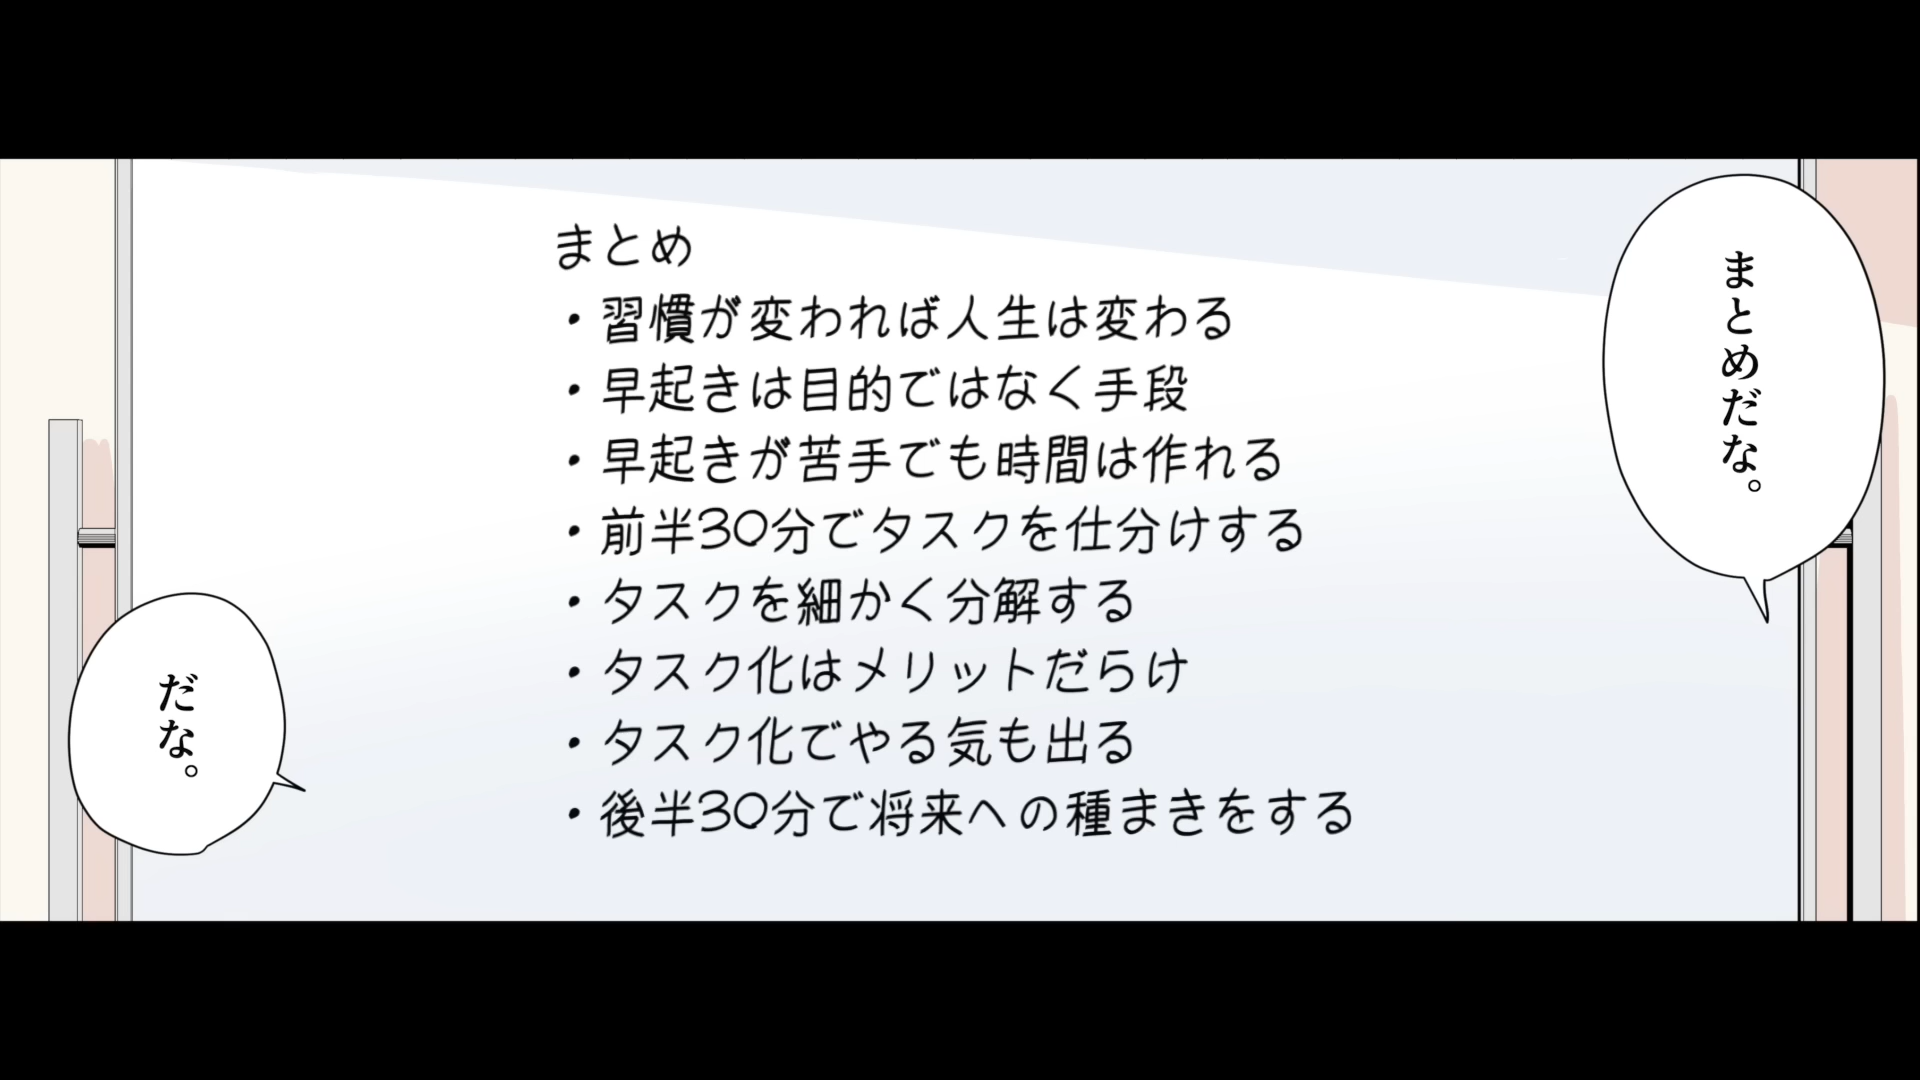 まとめだな。
まとめ
・習慣が変われば人生は変わる
・早起きは目的ではなく手段
・早起きが苦手でも時間は作れる
・前半30分でタスクを仕分けする
・タスクを細かく分解する
・タスク化はメリットだらけ
・タスク化でやる気も出る
・後半30分で将来への種まきをする
だな。